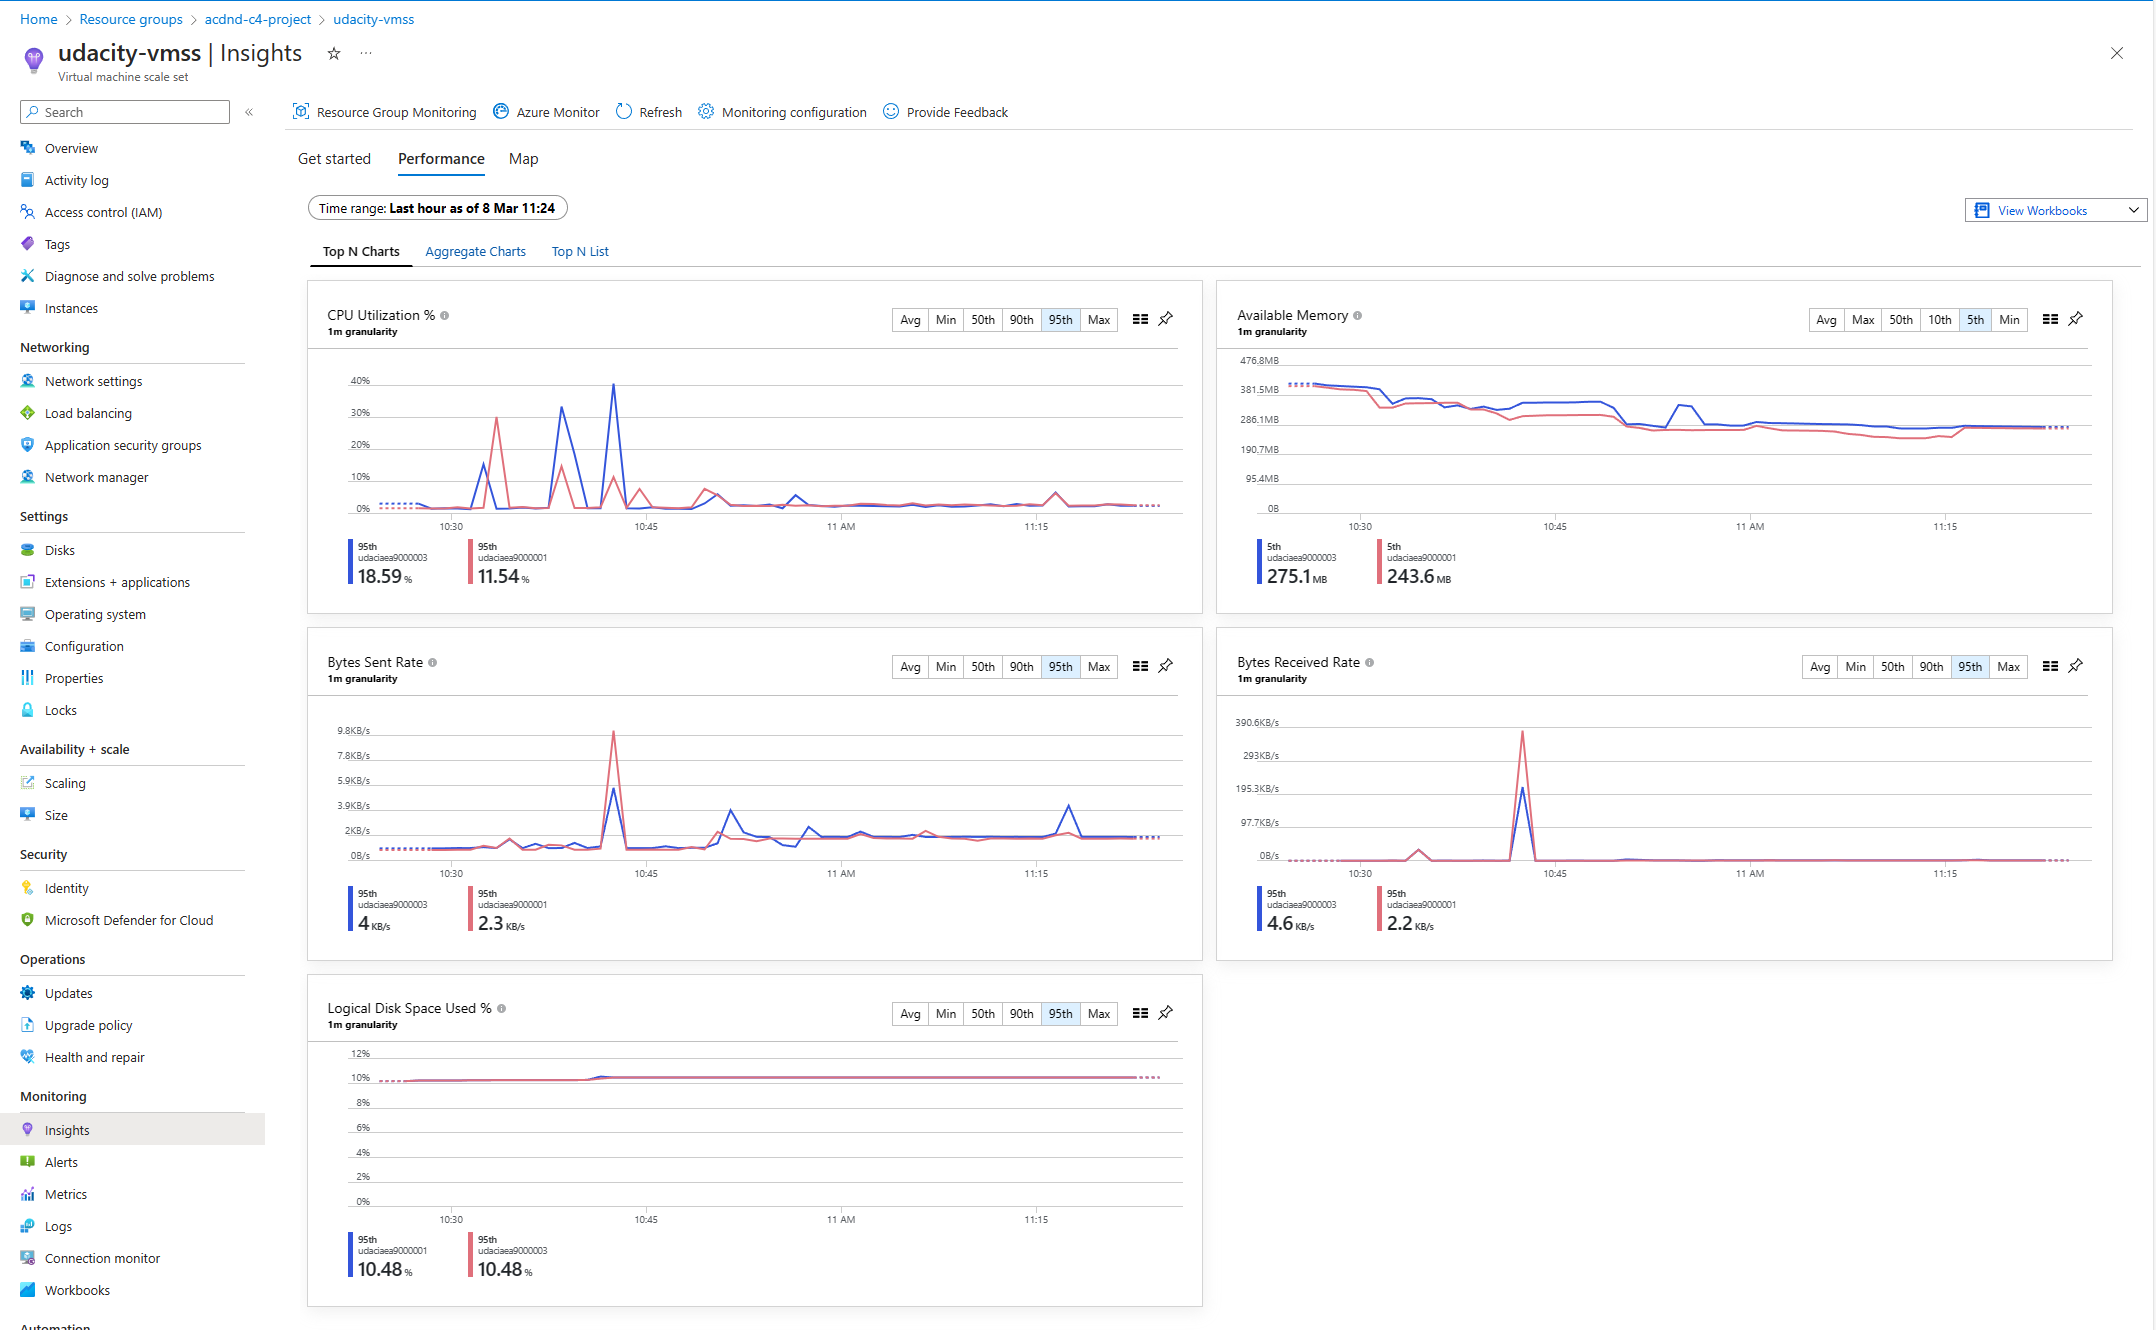 Home > Resource groups > acdnd-c4-project > udacity-vmss
udacity-vmss | Insights
Virtual machine scale set
Search
Overview
Activity log
Access control (IAM)
Tags
Diagnose and solve problems
Instances
Networking
Network settings
Load balancing
Application security groups
Network manager
Settings
Disks
Extensions + applications
Operating system
Configuration
Properties
Locks
Availability + scale
Scaling
Size
Security
Identity
Microsoft Defender for Cloud
Operations
Updates
Upgrade policy
Health and repair
Monitoring
Insights
Alerts
Metrics
Logs
Connection monitor
Workbooks
Automation
Resource Group Monitoring Azure Monitor Refresh Monitoring configuration Provide Feedback
Get started Performance Map
Time range: Last hour as of 8 Mar 11:24
View Workbooks
Top N Charts Aggregate Charts Top N List
CPU Utilization %
1m granularity
Avg Min 50th 90th 95th Max
40%
30%
20%
10%
0%
10:30 10:45 11 AM 11:15
95th 95th
udaciaea9000003 udaciaea9000001
18.59 % 11.54 %
Available Memory
1m granularity
Avg Max 50th 10th 5th Min
476.8MB
381.5MB
286.1MB
190.7MB
95.4MB
0B
10:30 10:45 11 AM 11:15
5th 5th
udaciaea9000003 udaciaea9000001
275.1 MB 243.6 MB
Bytes Sent Rate
1m granularity
Avg Min 50th 90th 95th Max
9.8KB/s
7.8KB/s
5.9KB/s
3.9KB/s
2KB/s
0B/s
10:30 10:45 11 AM 11:15
95th 95th
udaciaea9000003 udaciaea9000001
4 KB/s 2.3 KB/s
Bytes Received Rate
1m granularity
Avg Min 50th 90th 95th Max
390.6KB/s
293KB/s
195.3KB/s
97.7KB/s
0B/s
10:30 10:45 11 AM 11:15
95th 95th
udaciaea9000003 udaciaea9000001
4.6 KB/s 2.2 KB/s
Logical Disk Space Used %
1m granularity
Avg Min 50th 90th 95th Max
12%
10%
8%
6%
4%
2%
0%
10:30 10:45 11 AM 11:15
95th 95th
udaciaea9000001 udaciaea9000003
10.48 % 10.48 %